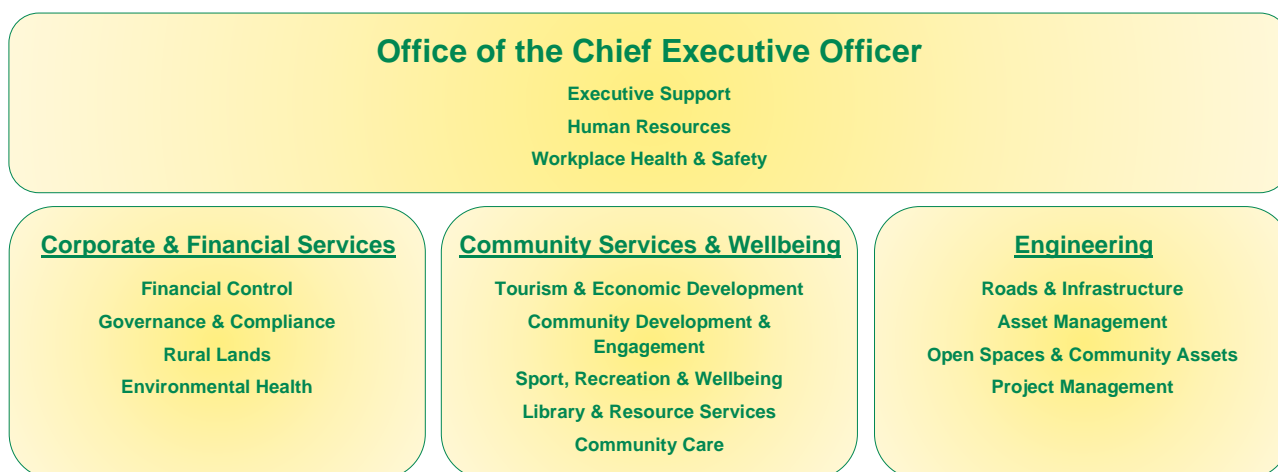 Office of the Chief Executive Officer
Executive Support
Human Resources
Workplace Health & Safety
Corporate & Financial Services
Financial Control
Governance & Compliance
Rural Lands
Environmental Health
Community Services & Wellbeing
Tourism & Economic Development
Community Development &
Engagement
Sport, Recreation & Wellbeing
Library & Resource Services
Community Care
Engineering
Roads & Infrastructure
Asset Management
Open Spaces & Community Assets
Project Management